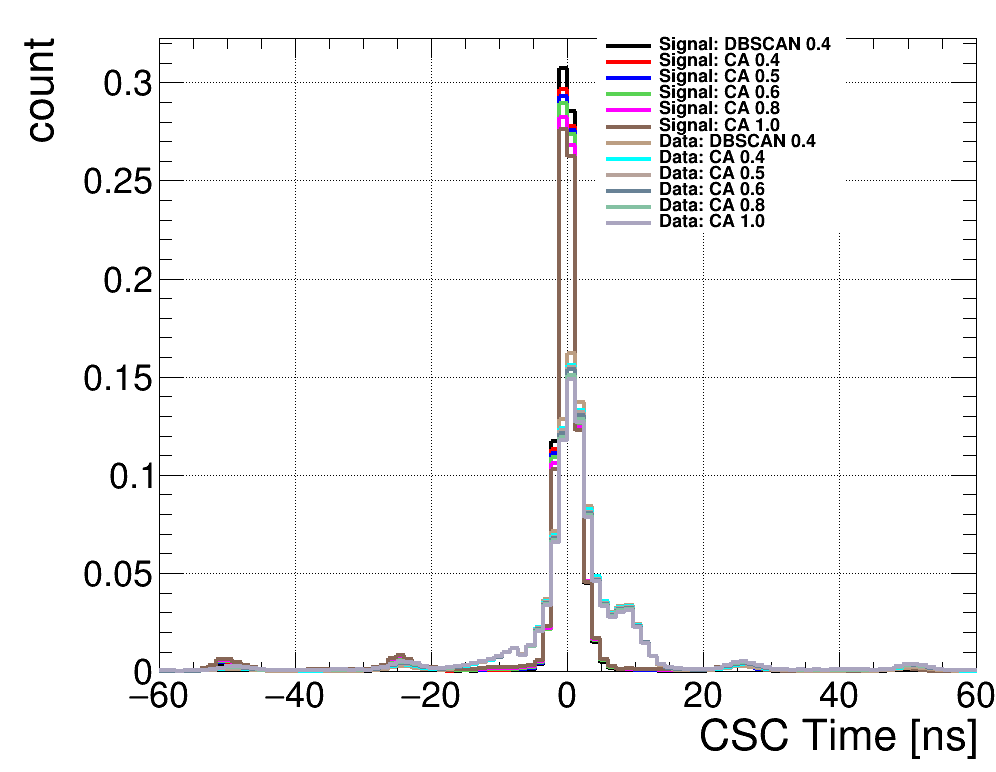 count
Signal: DBSCAN 0.4
Signal: CA 0.4
Signal: CA 0.5
Signal: CA 0.6
Signal: CA 0.8
Signal: CA 1.0
Data: DBSCAN 0.4
Data: CA 0.4
Data: CA 0.5
Data: CA 0.6
Data: CA 0.8
Data: CA 1.0
0.3
0.25
0.2
0.15
0.1
0.05
0
−60 −40 −20 0 20 40 60
CSC Time [ns]